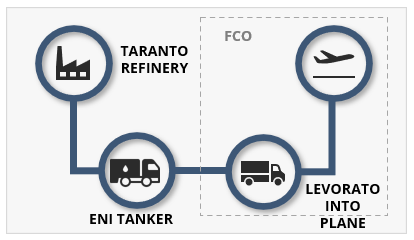 TARANTO
REFINERY
FCO
ENI TANKER
LEVORATO
INTO
PLANE